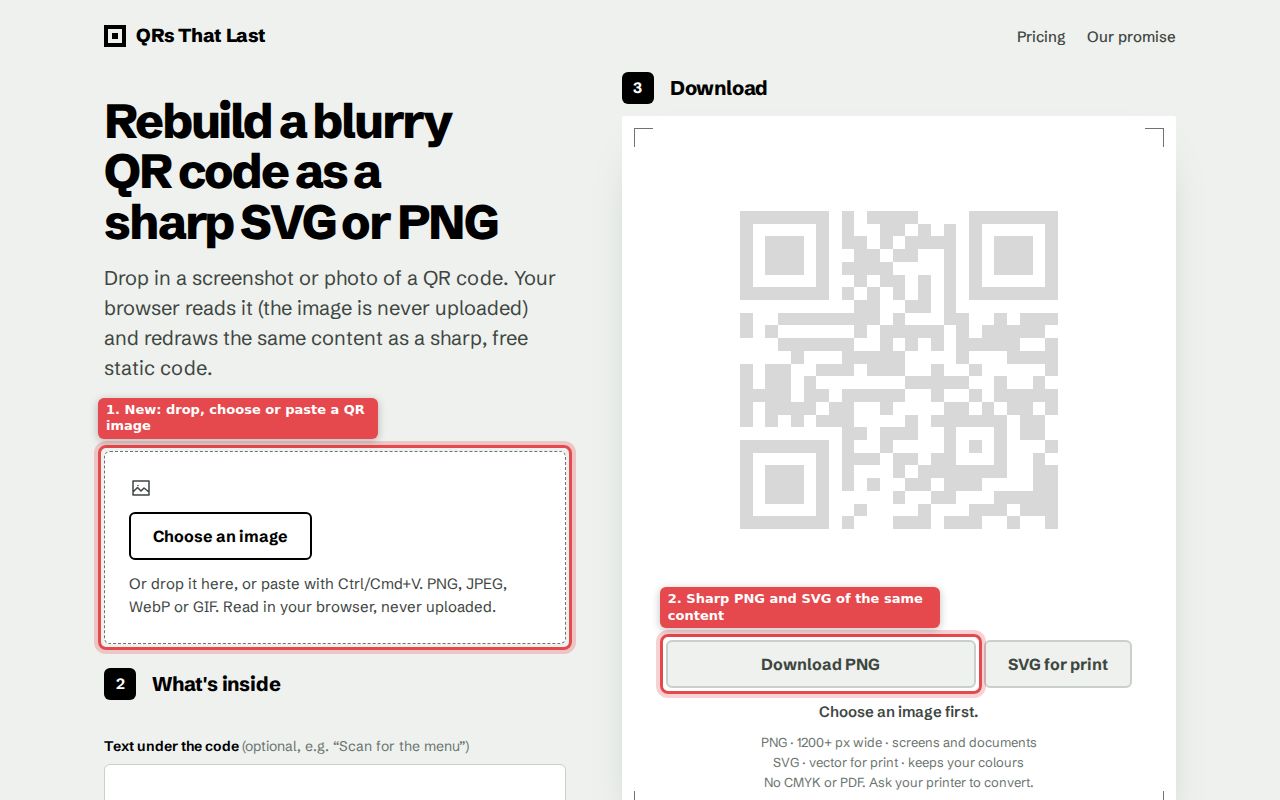 QRs That Last
Pricing
Our promise
Rebuild a blurry
QR code as a
sharp SVG or PNG
Drop in a screenshot or photo of a QR code. Your
browser reads it (the image is never uploaded)
and redraws the same content as a sharp, free
static code.
1. New: drop, choose or paste a QR
image
Choose an image
Or drop it here, or paste with Ctrl/Cmd+V. PNG, JPEG,
WebP or GIF. Read in your browser, never uploaded.
2
What's inside
Text under the code (optional, e.g. “Scan for the menu”)
3
Download
2. Sharp PNG and SVG of the same
content
Download PNG
SVG for print
Choose an image first.
PNG · 1200+ px wide · screens and documents
SVG · vector for print · keeps your colours
No CMYK or PDF. Ask your printer to convert.